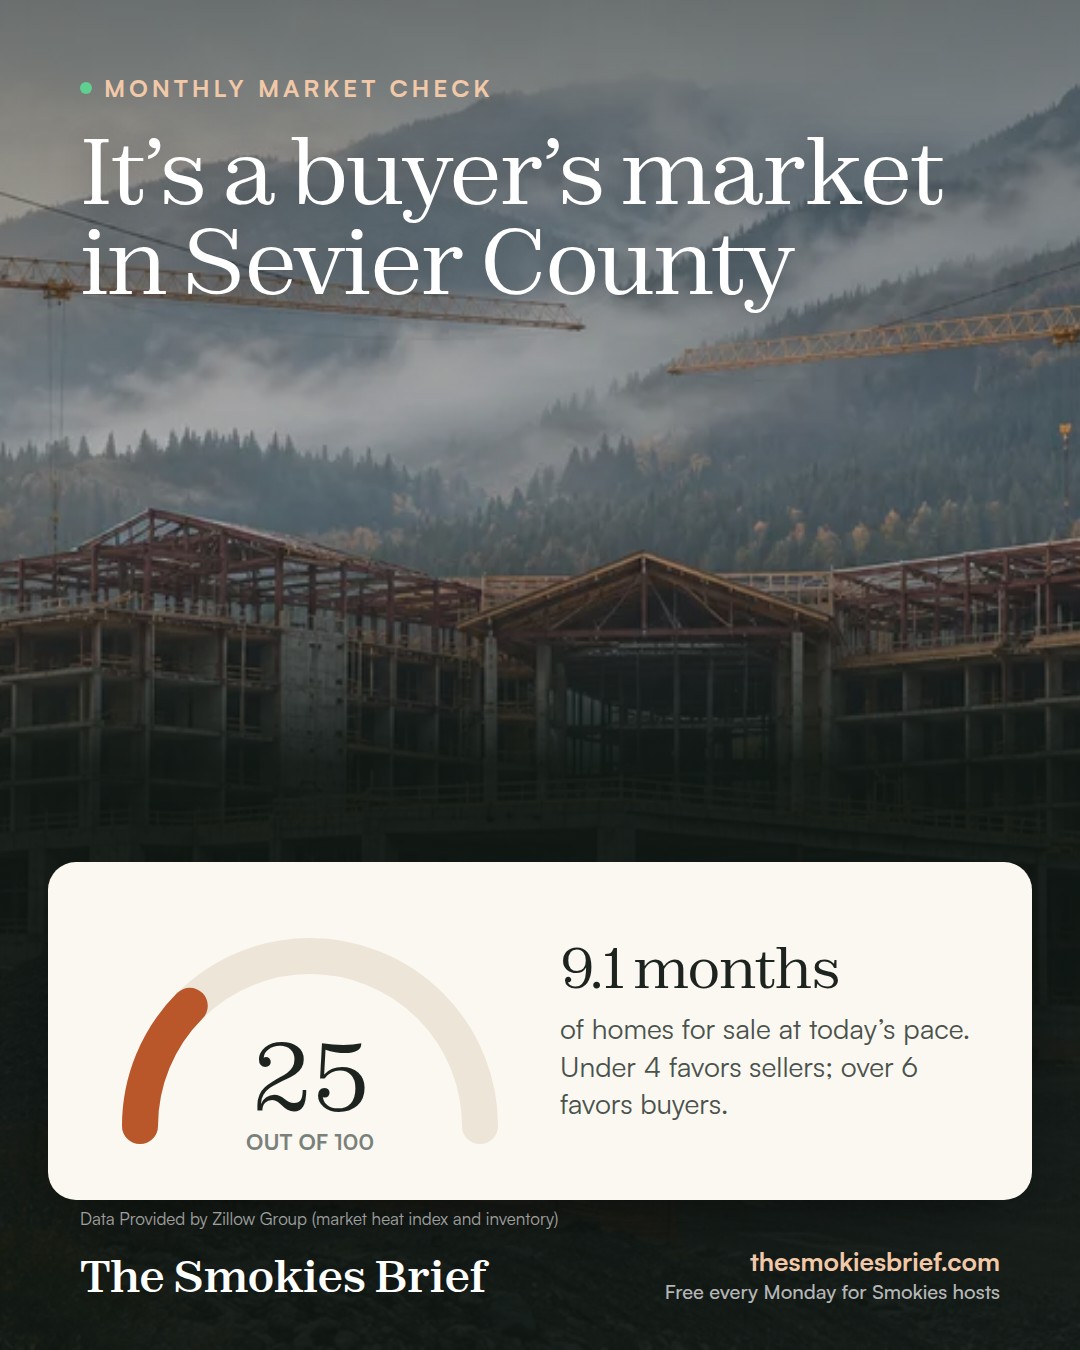 MONTHLY MARKET CHECK
It’s a buyer’s market
in Sevier County
25
OUT OF 100
9.1 months
of homes for sale at today’s pace.
Under 4 favors sellers; over 6
favors buyers.
Data Provided by Zillow Group (market heat index and inventory)
The Smokies Brief
thesmokiesbrief.com
Free every Monday for Smokies hosts